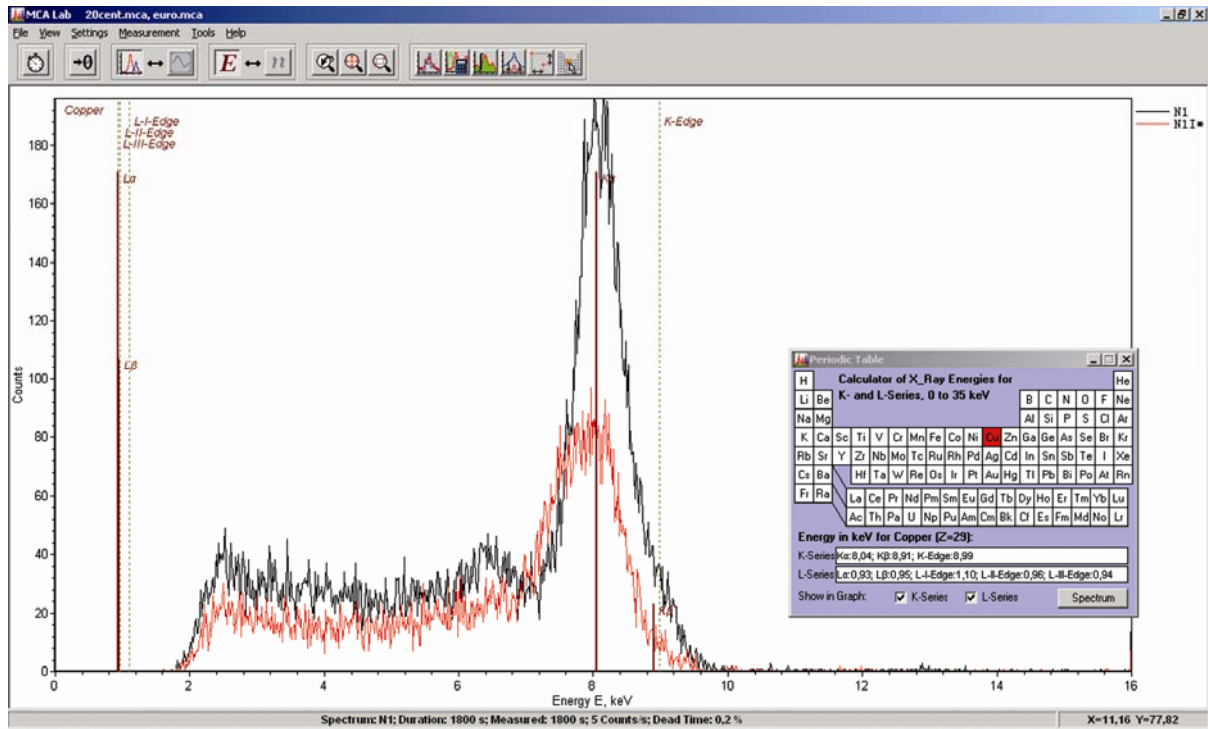 MCA Lab 20cent.mca, euro.mca
File View Settings Measurement Tools Help
→0 ↔ E ↔ n
Copper
L-I-Edge
L-II-Edge
L-III-Edge
K-Edge
N1
N1I*
Lα
Kα
Lβ
180
160
140
120
100
80
60
40
20
0
Counts
0 2 4 6 8 10 12 14 16
Energy E, keV
Periodic Table
Calculator of X_Ray Energies for
K- and L-Series, 0 to 35 keV
H He
Li Be B C N O F Ne
Na Mg Al Si P S Cl Ar
K Ca Sc Ti V Cr Mn Fe Co Ni Cu Zn Ga Ge As Se Br Kr
Rb Sr Y Zr Nb Mo Tc Ru Rh Pd Ag Cd In Sn Sb Te I Xe
Cs Ba Hf Ta W Re Os Ir Pt Au Hg Tl Pb Bi Po At Rn
Fr Ra La Ce Pr Nd Pm Sm Eu Gd Tb Dy Ho Er Tm Yb Lu
Ac Th Pa U Np Pu Am Cm Bk Cf Es Fm Md No Lr
Energy in keV for Copper (Z=29):
K-Series Kα:8,04; Kβ:8,91; K-Edge:8,99
L-Series Lα:0,93; Lβ:0,95; L-I-Edge:1,10; L-II-Edge:0,96; L-III-Edge:0,94
Show in Graph: K-Series L-Series Spectrum
Spectrum: N1; Duration: 1800 s; Measured: 1800 s; 5 Counts/s; Dead Time: 0,2 %
X=11,16 Y=77,82